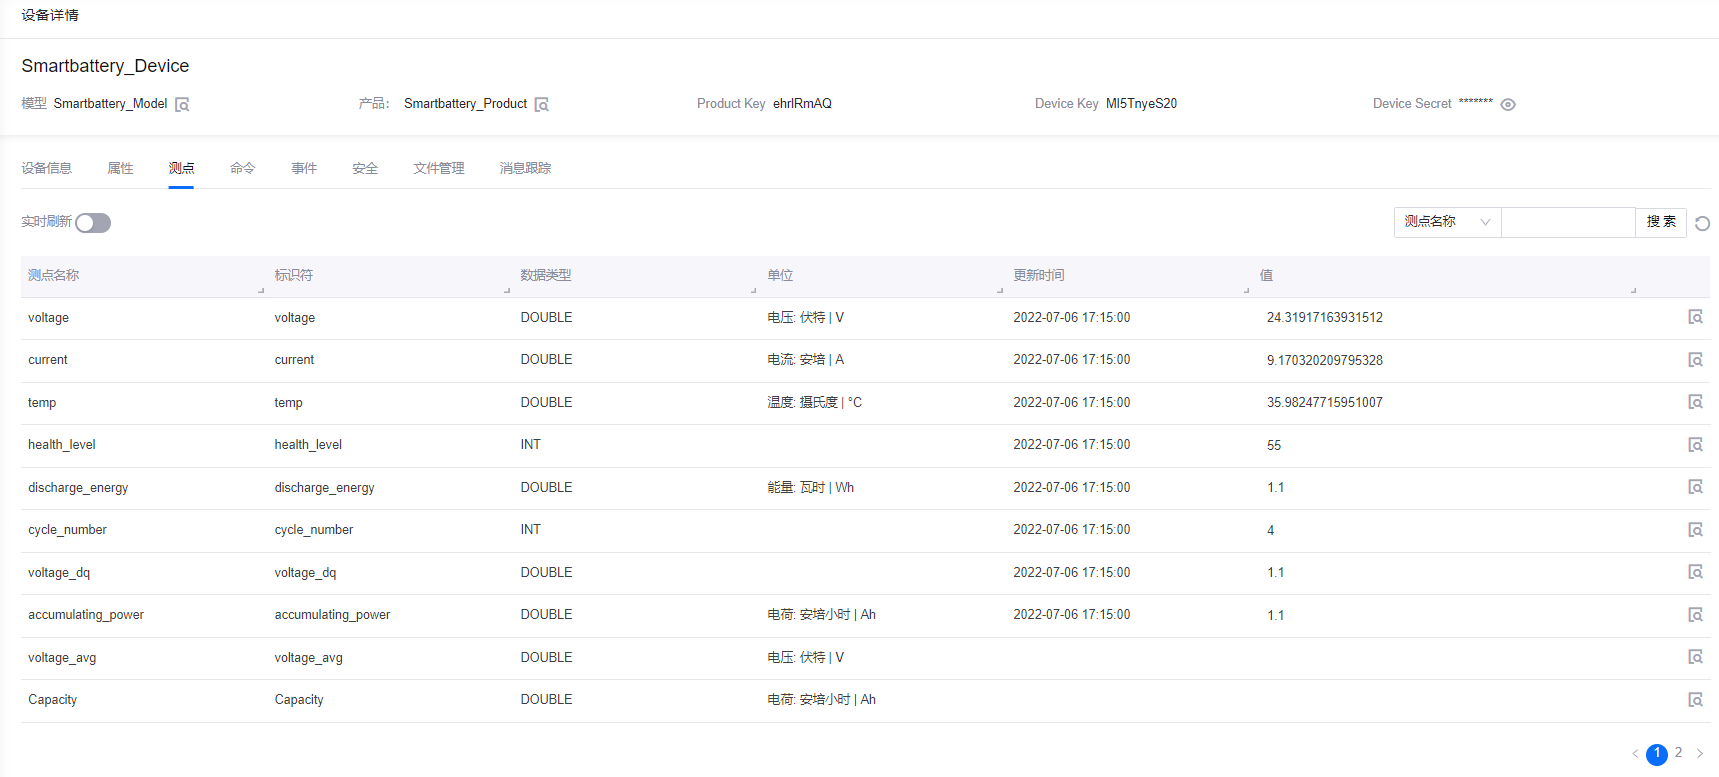 设备详情
Smartbattery_Device
模型 Smartbattery_Model 产品： Smartbattery_Product Product Key ehrlRmAQ Device Key MI5TnyeS20 Device Secret *******
设备信息 属性 测点 命令 事件 安全 文件管理 消息跟踪
实时刷新 测点名称 搜 索
测点名称 标识符 数据类型 单位 更新时间 值
voltage voltage DOUBLE 电压: 伏特 | V 2022-07-06 17:15:00 24.31917163931512
current current DOUBLE 电流: 安培 | A 2022-07-06 17:15:00 9.170320209795328
temp temp DOUBLE 温度: 摄氏度 | °C 2022-07-06 17:15:00 35.98247715951007
health_level health_level INT 2022-07-06 17:15:00 55
discharge_energy discharge_energy DOUBLE 能量: 瓦时 | Wh 2022-07-06 17:15:00 1.1
cycle_number cycle_number INT 2022-07-06 17:15:00 4
voltage_dq voltage_dq DOUBLE 2022-07-06 17:15:00 1.1
accumulating_power accumulating_power DOUBLE 电荷: 安培小时 | Ah 2022-07-06 17:15:00 1.1
voltage_avg voltage_avg DOUBLE 电压: 伏特 | V
Capacity Capacity DOUBLE 电荷: 安培小时 | Ah
1 2